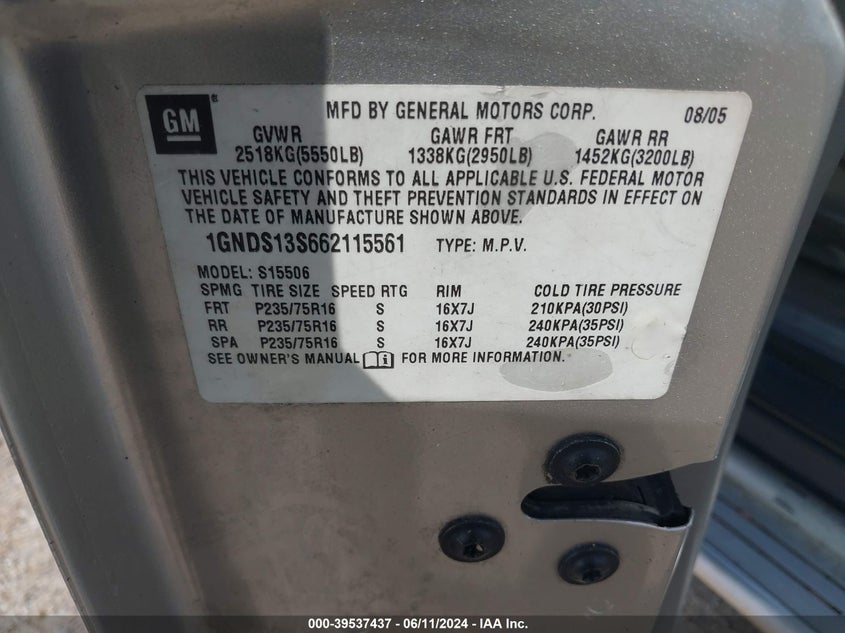 GM® MFD BY GENERAL MOTORS CORP. 08/05
GVWR GAWR FRT GAWR RR
2518KG(5550LB) 1338KG(2950LB) 1452KG(3200LB)
THIS VEHICLE CONFORMS TO ALL APPLICABLE U.S. FEDERAL MOTOR
VEHICLE SAFETY AND THEFT PREVENTION STANDARDS IN EFFECT ON
THE DATE OF MANUFACTURE SHOWN ABOVE.
1GNDS13S662115561 TYPE: M.P.V.
MODEL: S15506
SPMG TIRE SIZE SPEED RTG RIM COLD TIRE PRESSURE
FRT P235/75R16 S 16X7J 210KPA(30PSI)
RR P235/75R16 S 16X7J 240KPA(35PSI)
SPA P235/75R16 S 16X7J 240KPA(35PSI)
SEE OWNER'S MANUAL i FOR MORE INFORMATION.
000-39537437 - 06/11/2024 - IAA Inc.